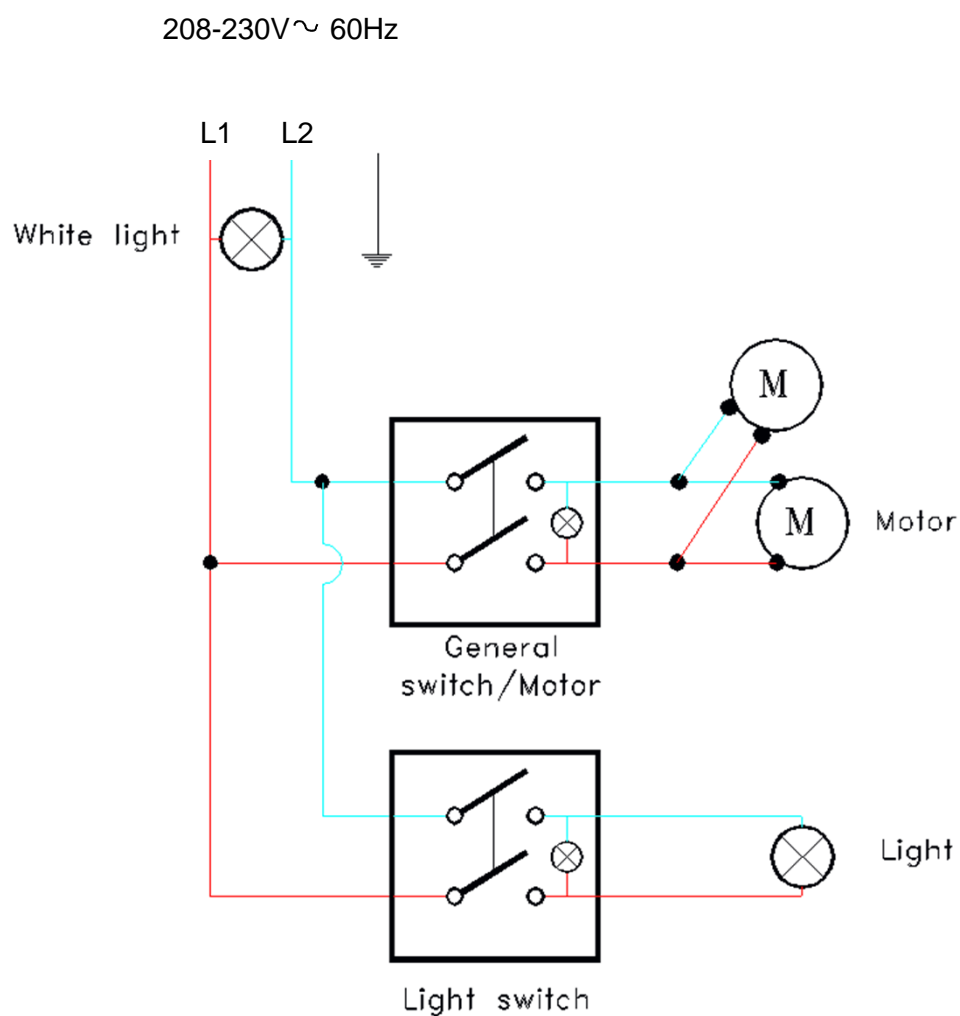 208-230V～ 60Hz
L1 L2
White light
M
M
Motor
General
switch/Motor
Light
Light switch